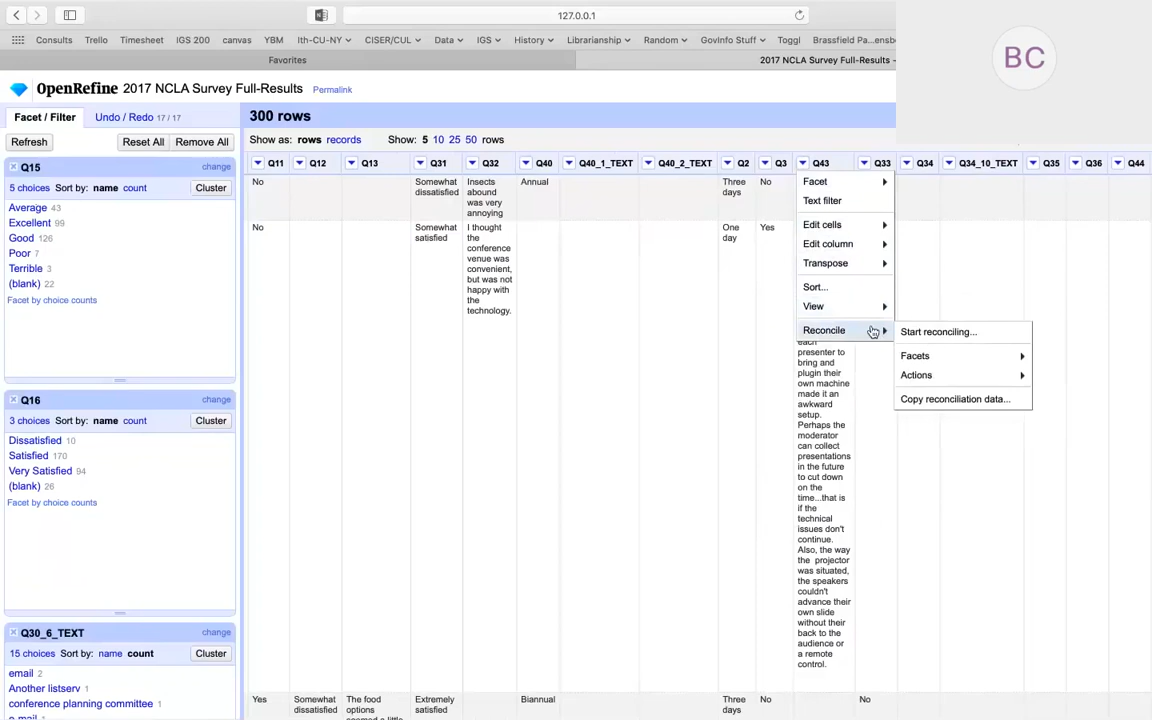 127.0.0.1
Consults Trello Timesheet IGS 200 canvas YBM lth-CU-NY CISER/CUL Data IGS History Librarianship Random GovInfo Stuff Toggl Brassfield Pa...ensb
Favorites
2017 NCLA Survey Full-Results –
BC
OpenRefine 2017 NCLA Survey Full-Results Permalink
Facet / Filter Undo / Redo 17 / 17
300 rows
Refresh Reset All Remove All
Show as: rows records Show: 5 10 25 50 rows
Q11 Q12 Q13 Q31 Q32 Q40 Q40_1_TEXT Q40_2_TEXT Q2 Q3 Q43 Q33 Q34 Q34_10_TEXT Q35 Q36 Q44
Q15 change
5 choices Sort by: name count Cluster
Average 43
Excellent 99
Good 126
Poor 7
Terrible 3
(blank) 22
Facet by choice counts
Q16 change
3 choices Sort by: name count Cluster
Dissatisfied 10
Satisfied 170
Very Satisfied 94
(blank) 26
Facet by choice counts
Q30_6_TEXT change
15 choices Sort by: name count Cluster
email 2
Another listserv 1
conference planning committee 1
e-mail 1
No
Somewhat
dissatisfied
Insects
abound
was very
annoying
Annual
Three
days
No
No
Somewhat
satisfied
I thought
the
conference
venue was
convenient,
but was not
happy with
the
technology.
One
day
Yes
Facet
Text filter
Edit cells
Edit column
Transpose
Sort...
View
Reconcile
Start reconciling...
Facets
Actions
Copy reconciliation data...
each
presenter to
bring and
plugin their
own machine
made it an
awkward
setup.
Perhaps the
moderator
can collect
presentations
in the future
to cut down
on the
time...that is
if the
technical
issues don't
continue.
Also, the way
the projector
was situated,
the speakers
couldn't
advance their
own slide
without their
back to the
audience or
a remote
control.
Yes
Somewhat
dissatisfied
The food
options
seemed a little
Extremely
satisfied
Biannual
Three
days
No
No